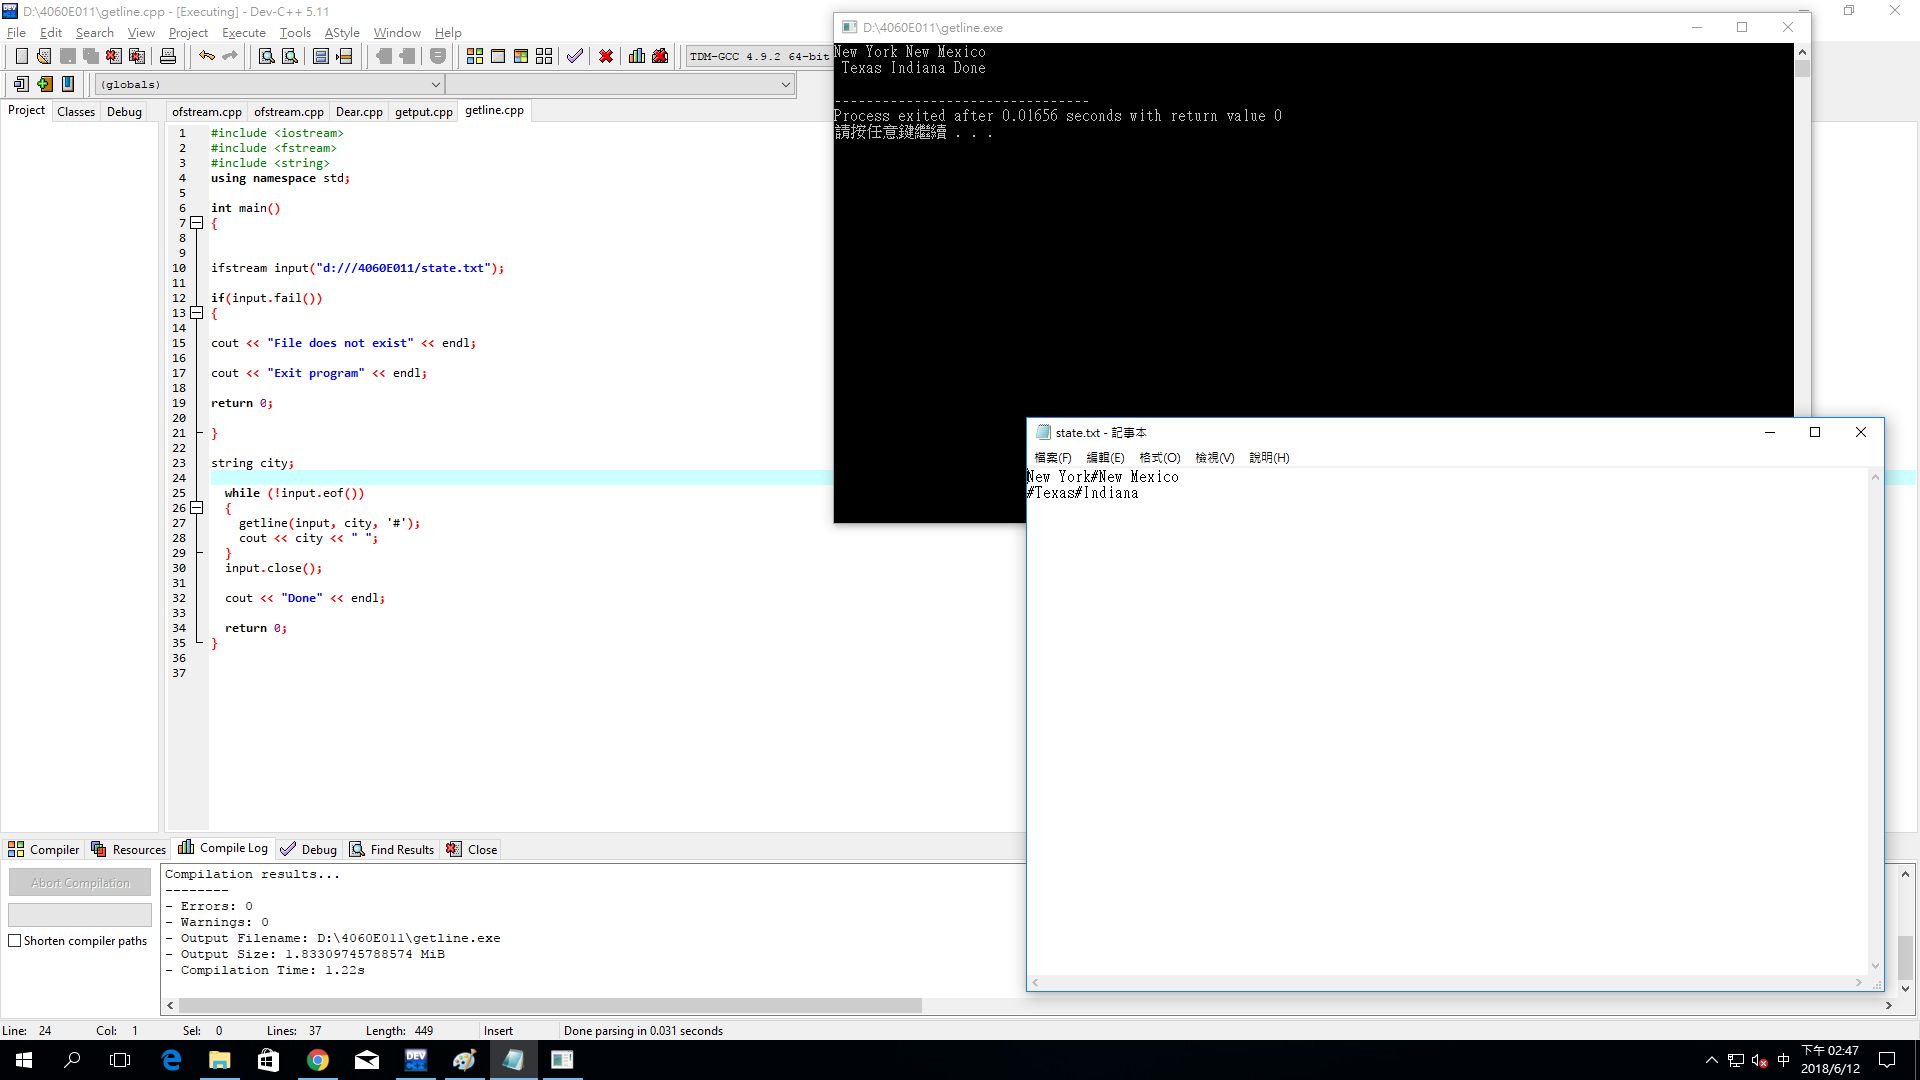 D:\4060E011\getline.cpp - [Executing] - Dev-C++ 5.11
File Edit Search View Project Execute Tools AStyle Window Help
TDM-GCC 4.9.2 64-bit
(globals)
Project Classes Debug
ofstream.cpp ofstream.cpp Dear.cpp getput.cpp getline.cpp
1 #include <iostream>
2 #include <fstream>
3 #include <string>
4 using namespace std;
5
6 int main()
7 {
8
9
10 ifstream input("d:///4060E011/state.txt");
11
12 if(input.fail())
13 {
14
15 cout << "File does not exist" << endl;
16
17 cout << "Exit program" << endl;
18
19 return 0;
20
21 }
22
23 string city;
24
25 while (!input.eof())
26 {
27 getline(input, city, '#');
28 cout << city << " ";
29 }
30 input.close();
31
32 cout << "Done" << endl;
33
34 return 0;
35 }
36
37
D:\4060E011\getline.exe
New York New Mexico
Texas Indiana Done
--------------------------------
Process exited after 0.01656 seconds with return value 0
請按任意鍵繼續 . . .
state.txt - 記事本
檔案(F) 編輯(E) 格式(O) 檢視(V) 說明(H)
New York#New Mexico
#Texas#Indiana
Compiler Resources Compile Log Debug Find Results Close
Abort Compilation
Shorten compiler paths
Compilation results...
--------
- Errors: 0
- Warnings: 0
- Output Filename: D:\4060E011\getline.exe
- Output Size: 1.83309745788574 MiB
- Compilation Time: 1.22s
Line: 24 Col: 1 Sel: 0 Lines: 37 Length: 449 Insert Done parsing in 0.031 seconds
DEV
中
下午 02:47
2018/6/12